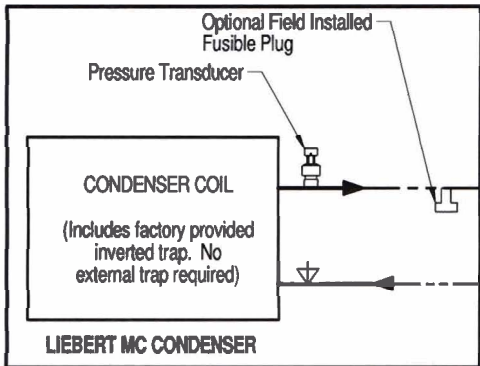 Optional Field Installed
Fusible Plug
Pressure Transducer
CONDENSER COIL
(Includes factory provided
inverted trap. No
external trap required)
LIEBERT MC CONDENSER